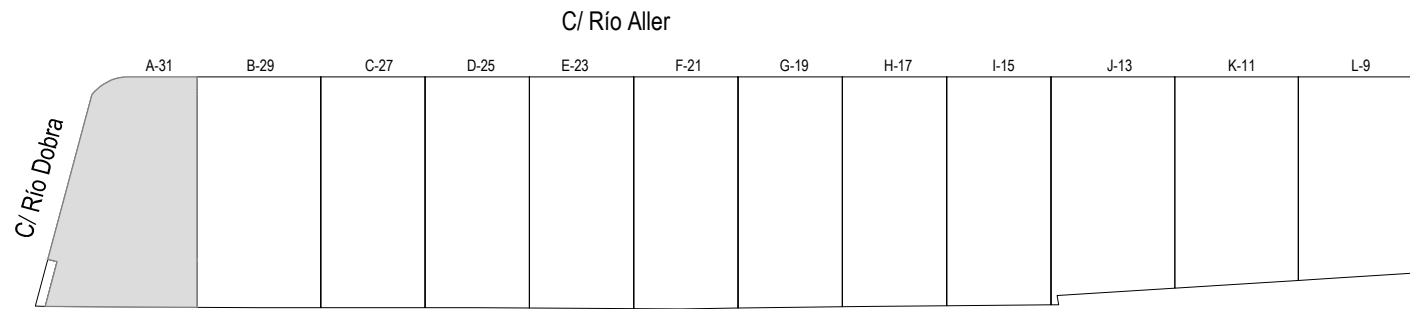 C/ Río Aller
A-31 B-29 C-27 D-25 E-23 F-21 G-19 H-17 I-15 J-13 K-11 L-9
C/ Río Dobra